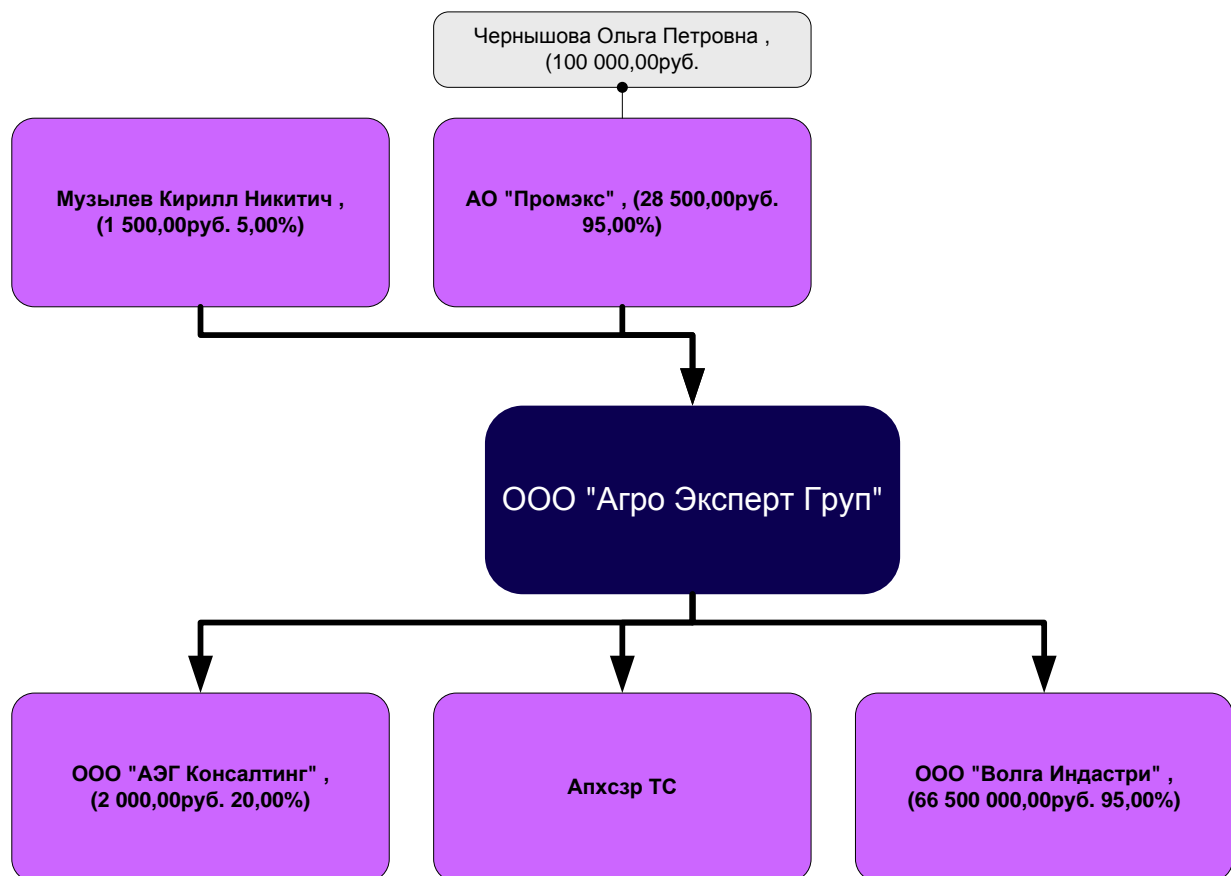 Чернышова Ольга Петровна ,
(100 000,00руб.
Музылев Кирилл Никитич ,
(1 500,00руб. 5,00%)
АО "Промэкс" , (28 500,00руб.
95,00%)
ООО "Агро Эксперт Груп"
ООО "АЭГ Консалтинг" ,
(2 000,00руб. 20,00%)
Апхсзр ТС
ООО "Волга Индастри" ,
(66 500 000,00руб. 95,00%)